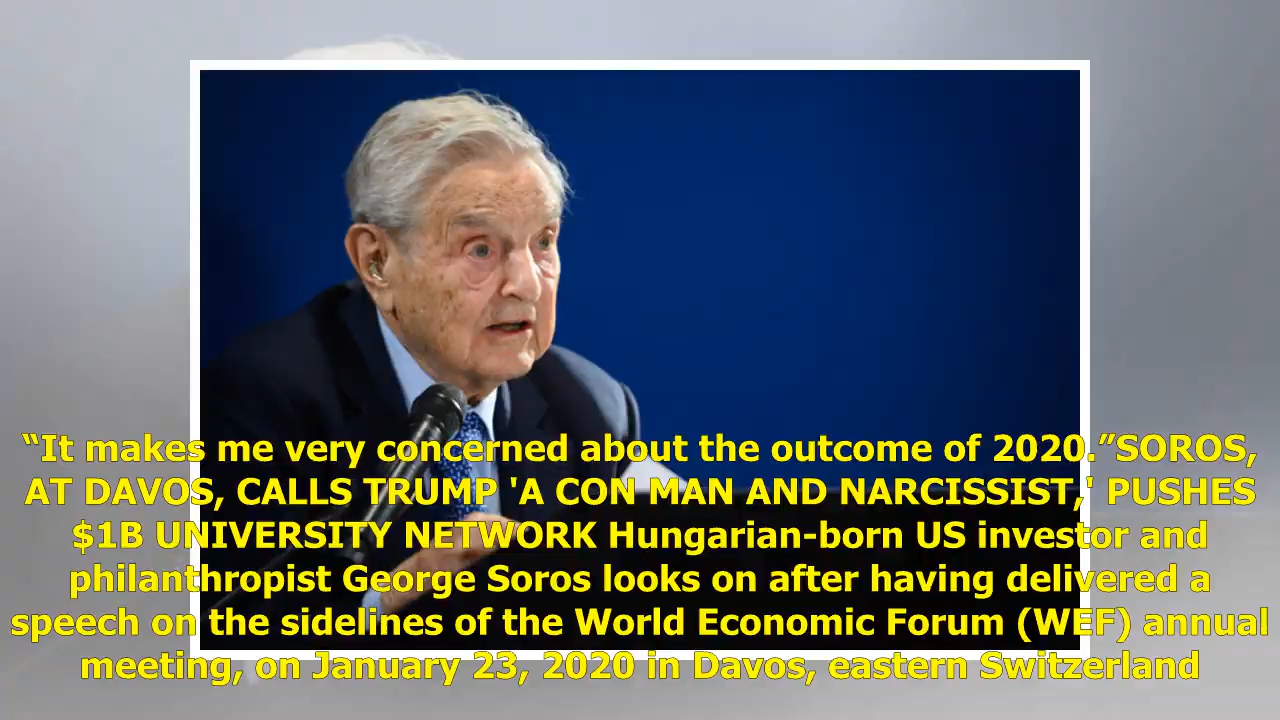 “It makes me very concerned about the outcome of 2020.”SOROS,
AT DAVOS, CALLS TRUMP 'A CON MAN AND NARCISSIST,' PUSHES
$1B UNIVERSITY NETWORK Hungarian-born US investor and
philanthropist George Soros looks on after having delivered a
speech on the sidelines of the World Economic Forum (WEF) annual
meeting, on January 23, 2020 in Davos, eastern Switzerland